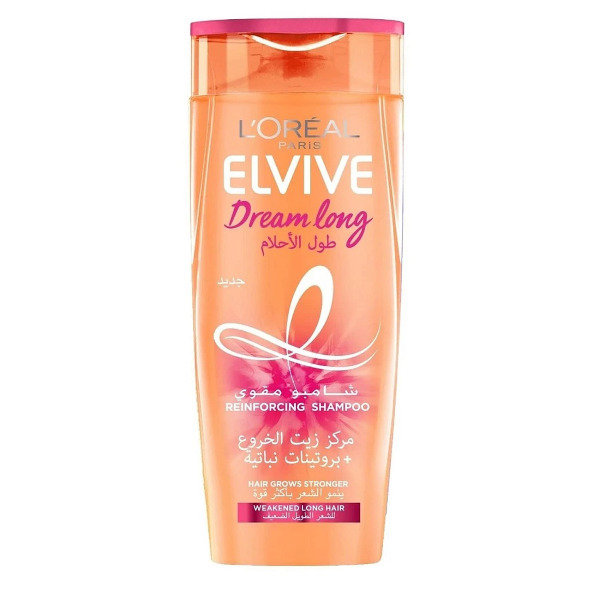 L'ORÉAL
PARIS
ELVIVE
Dream long
طول الأحلام
جديد
شامبو مقوي
REINFORCING SHAMPOO
مركز زيت الخروع
+ بروتينات نباتية
HAIR GROWS STRONGER
ينمو الشعر بأكثر قوة
WEAKENED LONG HAIR
للشعر الطويل الضعيف